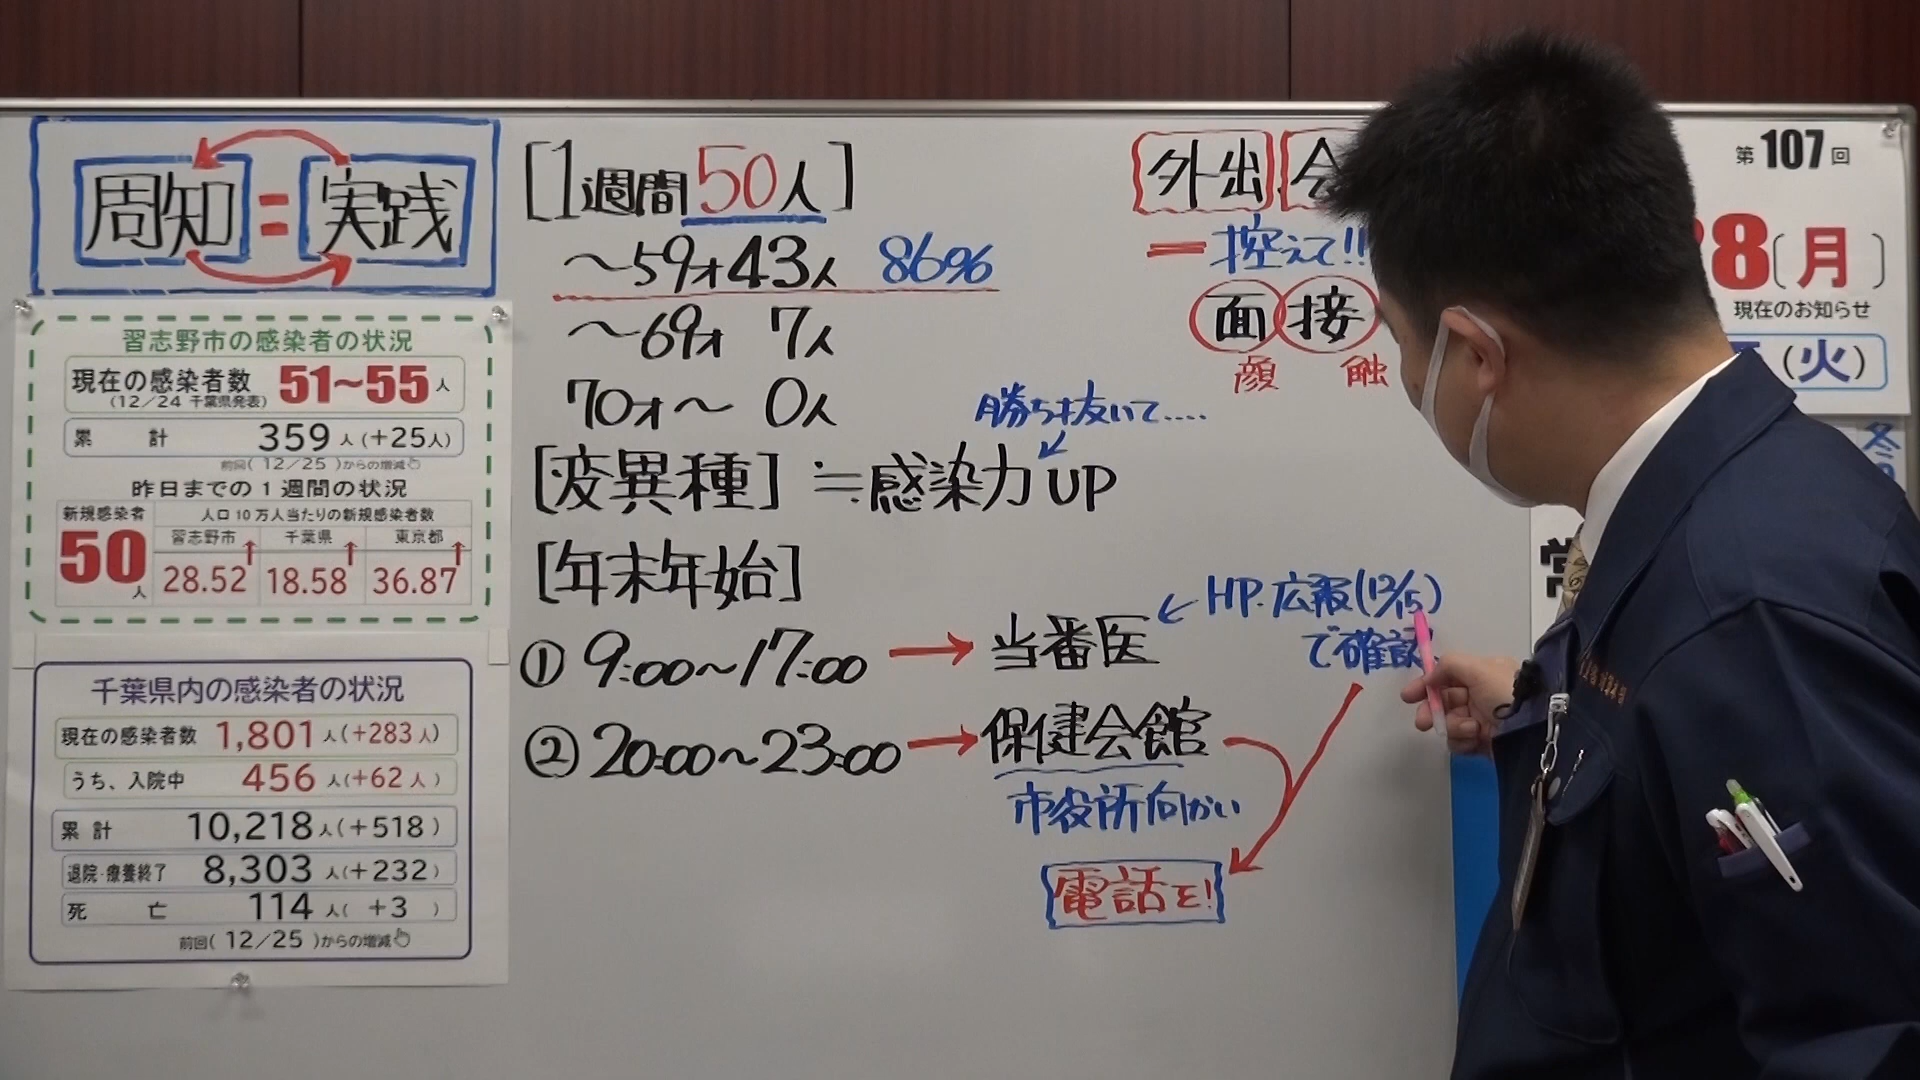 周知=実践
習志野市の感染者の状況
現在の感染者数 51~55人
(12/24 千葉県発表)
累計 359人(+25人)
前回( 12/25 )からの増減
昨日までの1週間の状況
新規感染者 人口10万人当たりの新規感染者数
習志野市↑ 千葉県↑ 東京都↑
50人 28.52 18.58 36.87
千葉県内の感染者の状況
現在の感染者数 1,801人(+283人)
うち、入院中 456人(+62人)
累計 10,218人(+518 )
退院・療養終了 8,303人(+232)
死亡 114人( +3 )
前回( 12/25 )からの増減
[1週間50人]
~59才43人 86%
~69才 7人
70才~ 0人
勝ち抜いて.....
[変異種]≒感染力UP
[年末年始]
①9:00~17:00→当番医
HP.広報(12/15)
で確認
②20:00~23:00→保健会館
市役所向かい
電話を!
外出
控えて!!
面接
顔 触
第107回
8(月)
現在のお知らせ
(火)
冬